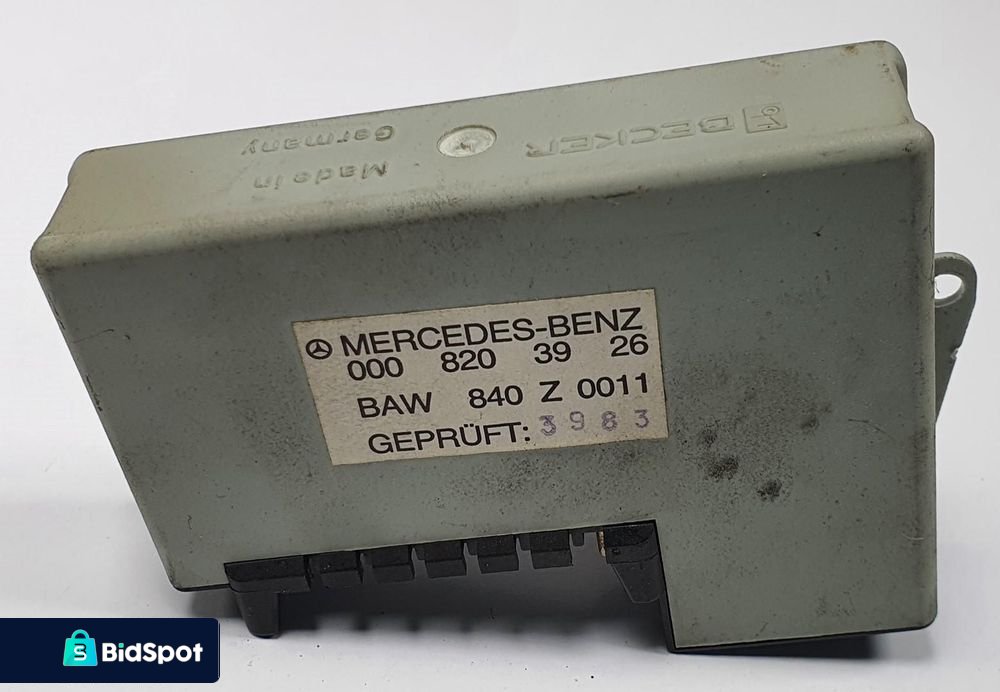 BECKER
Made in
Germany
MERCEDES-BENZ
000 820 39 26
BAW 840 Z 0011
GEPRÜFT: 3983
BidSpot